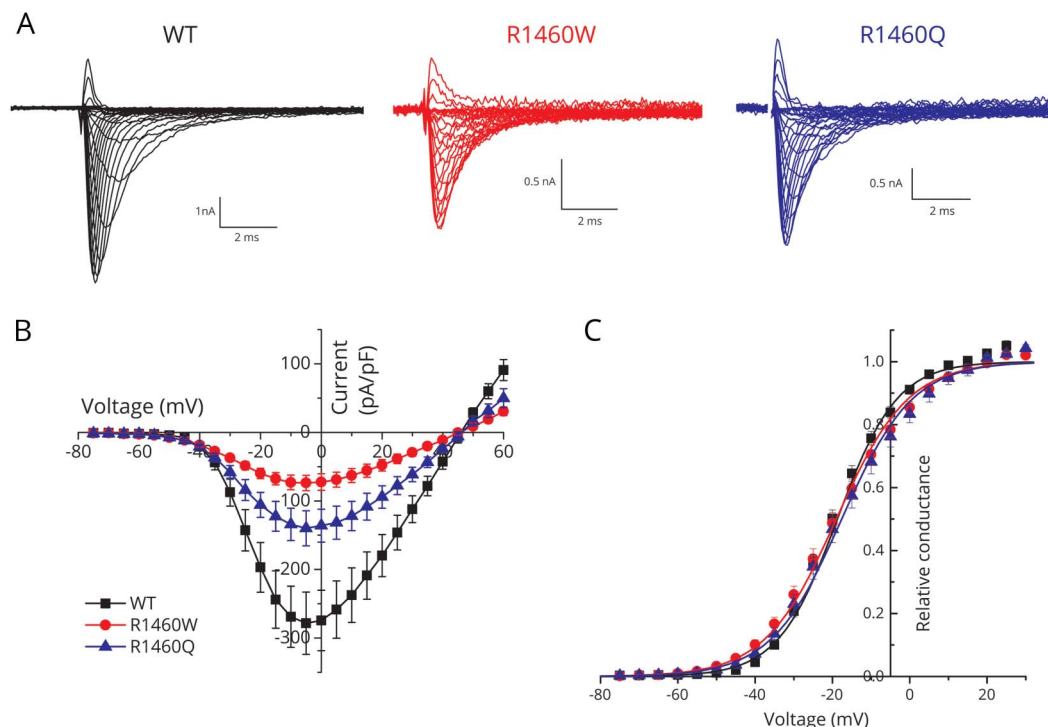 A
WT
R1460W
R1460Q
1nA
2 ms
0.5 nA
2 ms
0.5 nA
2 ms
B
C
Voltage (mV)
Current
(pA/pF)
100
-80
-60
-40
-20
0
20
40
60
-100
-200
-300
WT
R1460W
R1460Q
1.0
0.8
0.6
0.4
0.2
0.0
Relative conductance
-80
-60
-40
-20
0
20
Voltage (mV)